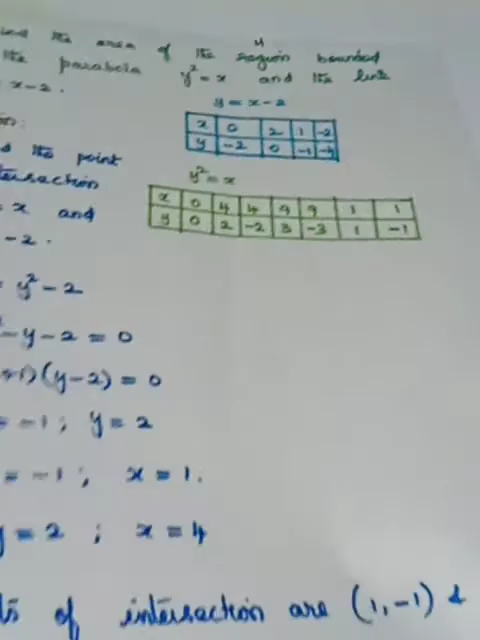 the area of the region bounded
the parabola y² = x and the line
x - 2.
y = x - 2
x 0 2 1 -2
y -2 0 -1 -4
the point
y² = x
x 0 4 4 9 9 1 1
y 0 2 -2 3 -3 1 -1
x and
- 2.
y² - 2
- y - 2 = 0
(y - 2) = 0
= -1 ; y = 2
= -1 ; x = 1.
y = 2 ; x = 4
of intersection are (1, -1) &